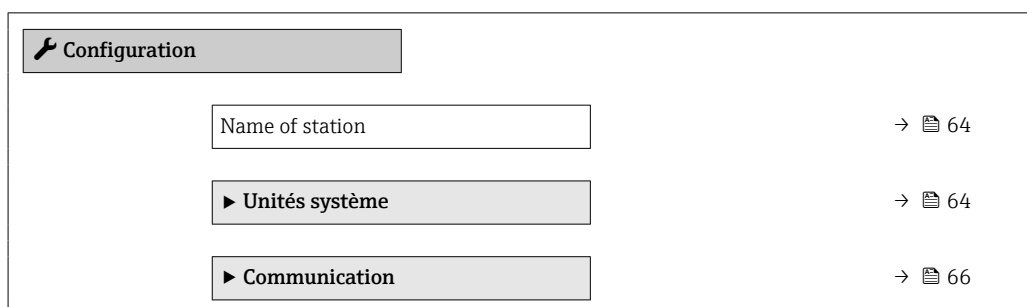 Configuration
Name of station → 64
▶ Unités système → 64
▶ Communication → 66